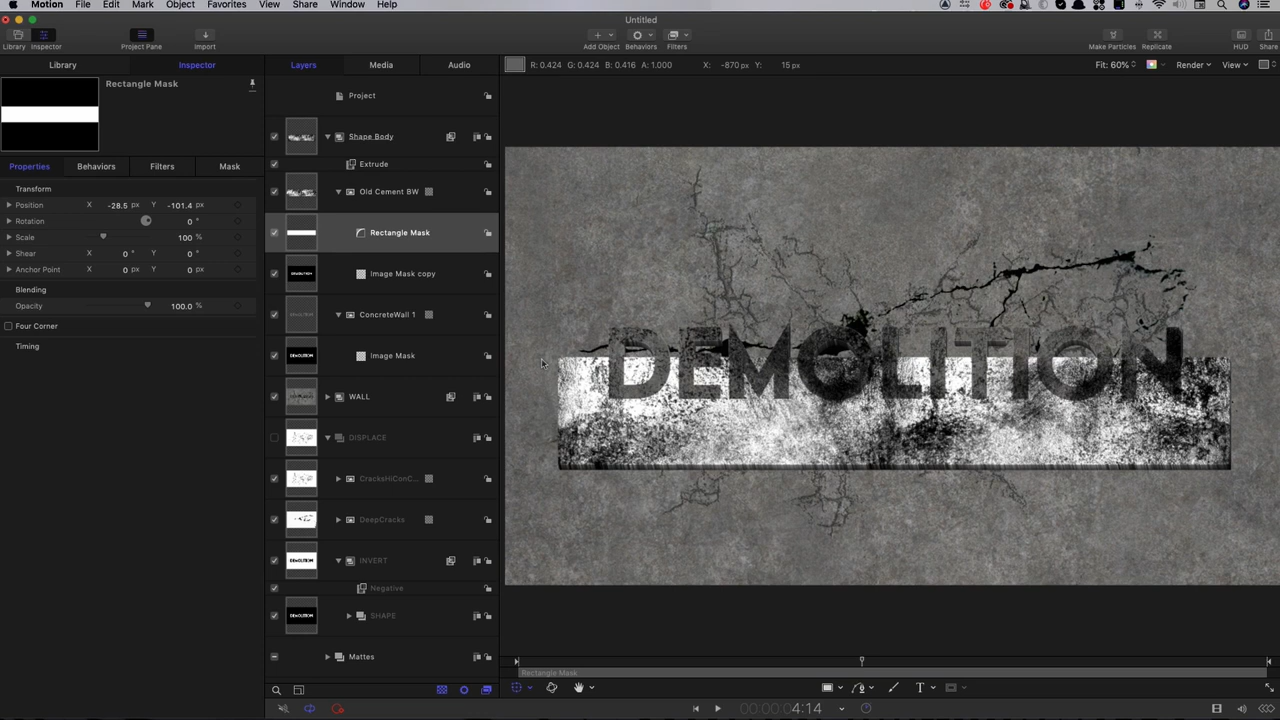 Motion File Edit Mark Object Favorites View Share Window Help
Untitled
Library Inspector Project Pane Import Add Object Behaviors Filters Make Particles Replicate HUD Share
Library Inspector Layers Media Audio R: 0.424 G: 0.424 B: 0.416 A: 1.000 X: -870 px Y: 15 px Fit: 60% Render View
Rectangle Mask
Project
Shape Body
Extrude
Properties Behaviors Filters Mask
Transform
Old Cement BW
Position X -28.5 px Y -101.4 px
Rotation 0 °
Rectangle Mask
Scale 100 %
Shear X 0 ° Y 0 °
Anchor Point X 0 px Y 0 px
Image Mask copy
Blending
Opacity 100.0 %
ConcreteWall 1
Four Corner
Timing
Image Mask
DEMOLITION
WALL
DISPLACE
CracksHiConC...
DeepCracks
INVERT
Negative
SHAPE
Mattes
Rectangle Mask
T
00:00:00:04:14